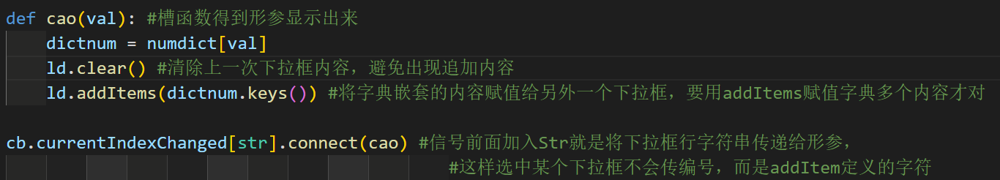 def cao(val): #槽函数得到形参显示出来
    dictnum = numdict[val]
    ld.clear() #清除上一次下拉框内容，避免出现追加内容
    ld.addItems(dictnum.keys()) #将字典嵌套的内容赋值给另外一个下拉框，要用addItems赋值字典多个内容才对
cb.currentIndexChanged[str].connect(cao) #信号前面加入Str就是将下拉框行字符串传递给形参，
#这样选中某个下拉框不会传编号，而是addItem定义的字符